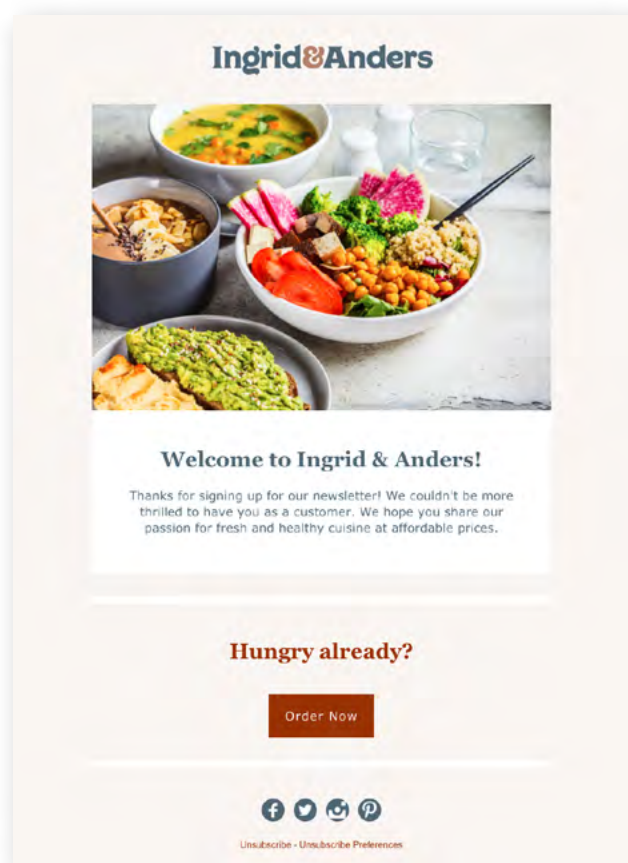 Ingrid&Anders
Welcome to Ingrid & Anders!
Thanks for signing up for our newsletter! We couldn't be more
thrilled to have you as a customer. We hope you share our
passion for fresh and healthy cuisine at affordable prices.
Hungry already?
Order Now
Unsubscribe - Unsubscribe Preferences